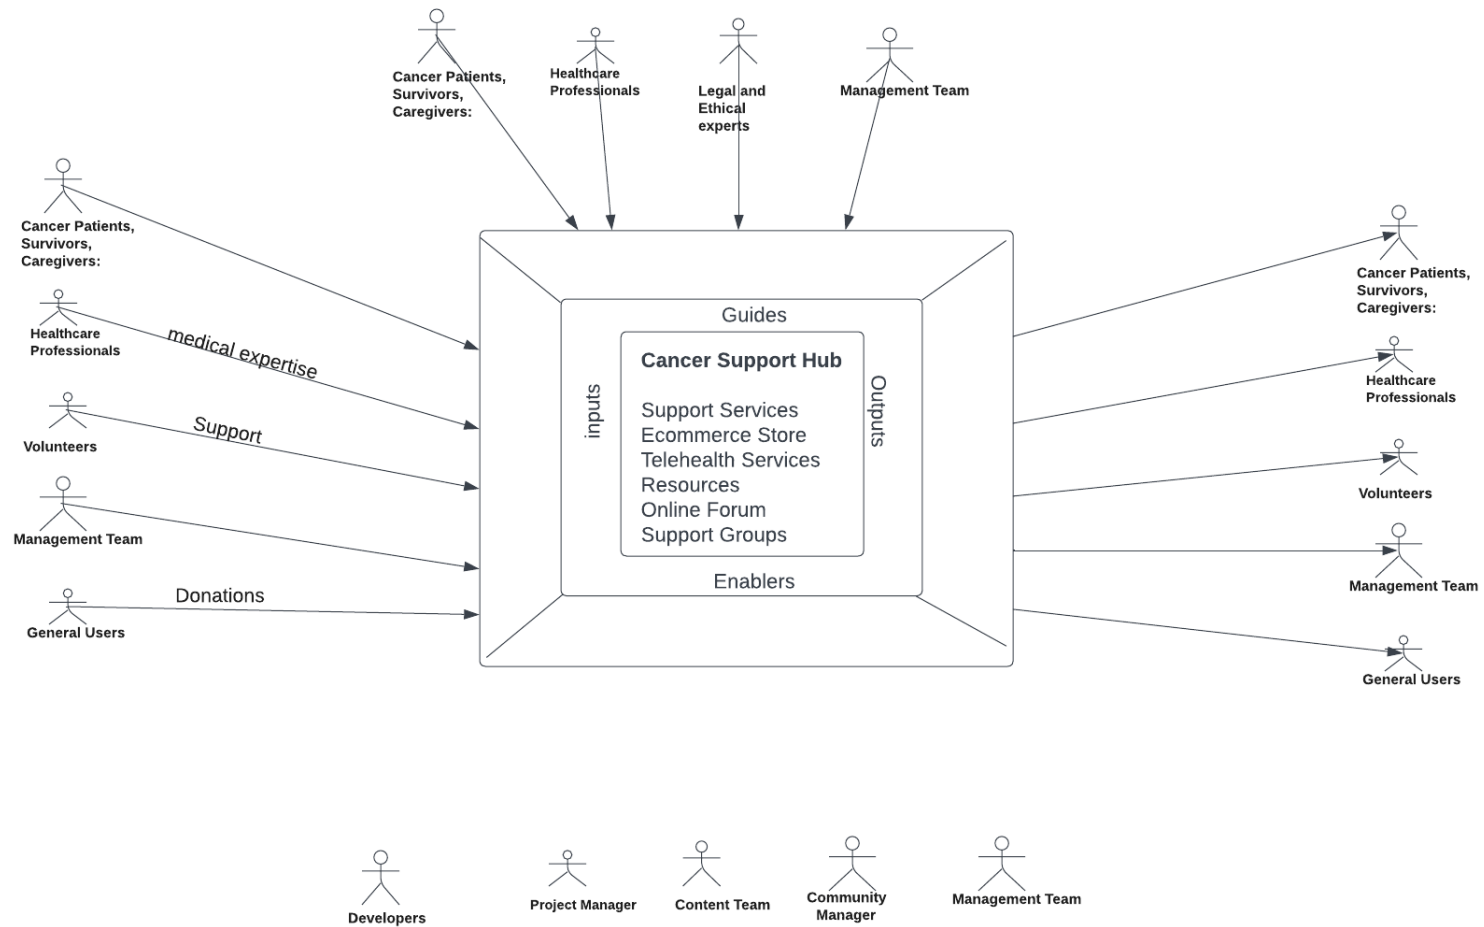 Cancer Patients,
Survivors,
Caregivers:
Healthcare
Professionals
Legal and
Ethical
experts
Management Team
Cancer Patients,
Survivors,
Caregivers:
Healthcare
Professionals
medical expertise
Volunteers
Support
Management Team
General Users
Donations
Guides
inputs
Cancer Support Hub
Support Services
Ecommerce Store
Telehealth Services
Resources
Online Forum
Support Groups
Outputs
Enablers
Cancer Patients,
Survivors,
Caregivers:
Healthcare
Professionals
Volunteers
Management Team
General Users
Developers
Project Manager
Content Team
Community
Manager
Management Team